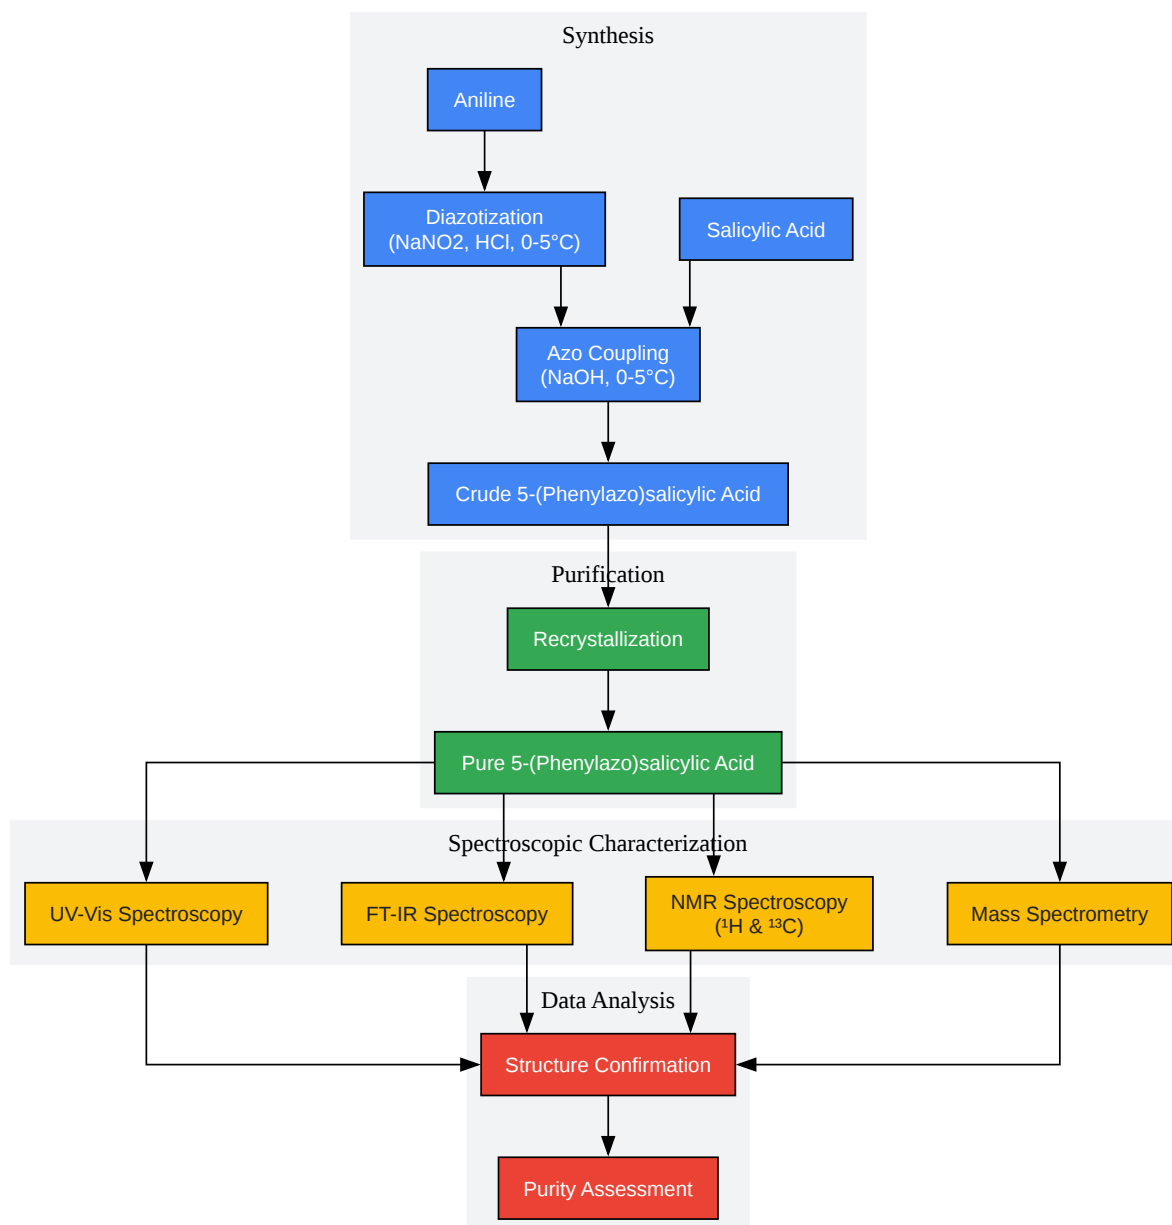 Synthesis
Aniline
Diazotization
(NaNO2, HCl, 0-5°C)
Salicylic Acid
Azo Coupling
(NaOH, 0-5°C)
Crude 5-(Phenylazo)salicylic Acid
Purification
Recrystallization
Pure 5-(Phenylazo)salicylic Acid
Spectroscopic Characterization
UV-Vis Spectroscopy
FT-IR Spectroscopy
NMR Spectroscopy
(¹H & ¹³C)
Mass Spectrometry
Data Analysis
Structure Confirmation
Purity Assessment